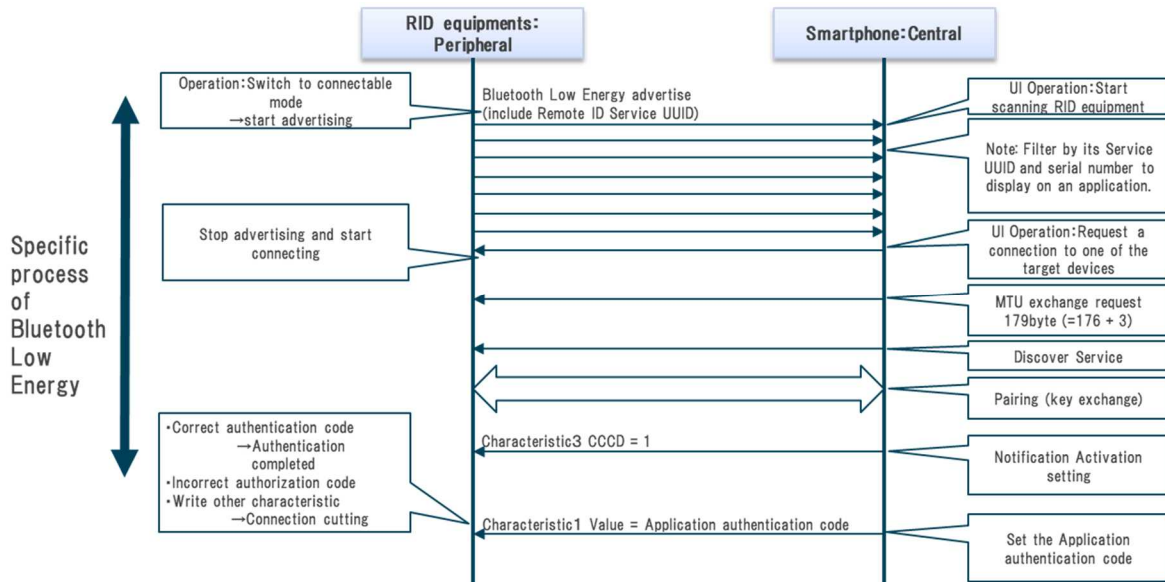 RID equipments:
Peripheral
Smartphone:Central
Operation:Switch to connectable
mode
→start advertising
Bluetooth Low Energy advertise
(include Remote ID Service UUID)
UI Operation:Start
scanning RID equipment
Note: Filter by its Service
UUID and serial number to
display on an application.
Stop advertising and start
connecting
UI Operation:Request a
connection to one of the
target devices
Specific
process
of
Bluetooth
Low
Energy
MTU exchange request
179byte (=176 + 3)
Discover Service
Pairing (key exchange)
・Correct authentication code
→Authentication
completed
・Incorrect authorization code
・Write other characteristic
→Connection cutting
Characteristic3 CCCD = 1
Notification Activation
setting
Characteristic1 Value = Application authentication code
Set the Application
authentication code